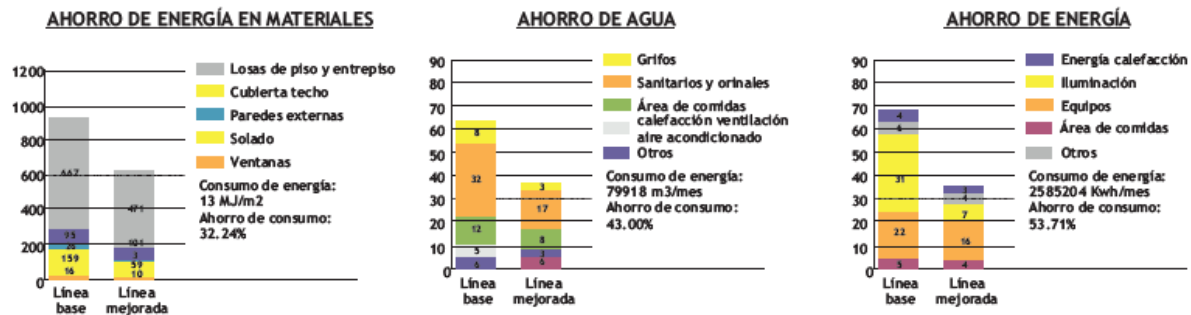 AHORRO DE ENERGÍA EN MATERIALES
1200
1000
800
600
400
200
0
667
95
26
159
16
471
101
3
59
10
Línea base
Línea mejorada
Losas de piso y entrepiso
Cubierta techo
Paredes externas
Solado
Ventanas
Consumo de energía:
13 MJ/m2
Ahorro de consumo:
32.24%
AHORRO DE AGUA
90
80
70
60
50
40
30
20
10
0
8
32
12
5
6
3
17
8
3
6
Línea base
Línea mejorada
Grifos
Sanitarios y orinales
Área de comidas
calefacción ventilación
aire acondicionado
Otros
Consumo de energía:
79918 m3/mes
Ahorro de consumo:
43.00%
AHORRO DE ENERGÍA
90
80
70
60
50
40
30
20
10
0
4
6
31
22
5
3
4
7
16
4
Línea base
Línea mejorada
Energía calefacción
Iluminación
Equipos
Área de comidas
Otros
Consumo de energía:
2585204 Kwh/mes
Ahorro de consumo:
53.71%